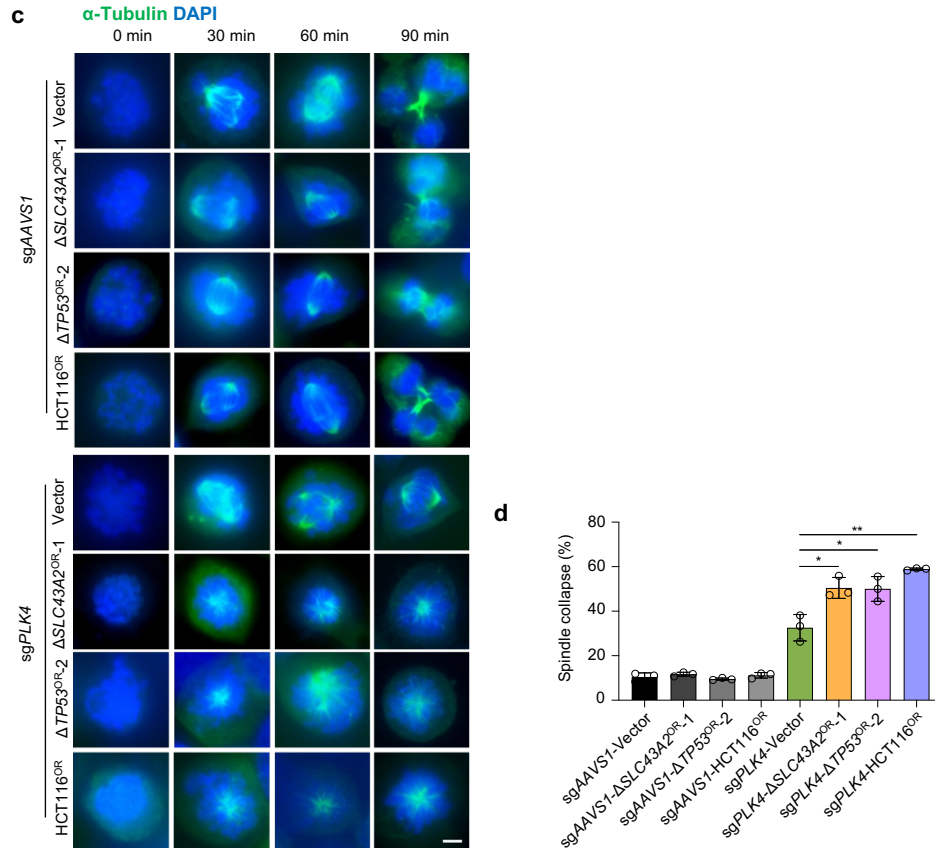 c
α-Tubulin DAPI
0 min 30 min 60 min 90 min
sgAAVS1
Vector
ΔSLC43A2ᴼᴿ-1
ΔTP53ᴼᴿ-2
HCT116ᴼᴿ
sgPLK4
Vector
ΔSLC43A2ᴼᴿ-1
ΔTP53ᴼᴿ-2
HCT116ᴼᴿ
d
Spindle collapse (%)
80
60
40
20
0
**
*
*
sgAAVS1-Vector
sgAAVS1-ΔSLC43A2ᴼᴿ-1
sgAAVS1-ΔTP53ᴼᴿ-2
sgAAVS1-HCT116ᴼᴿ
sgPLK4-Vector
sgPLK4-ΔSLC43A2ᴼᴿ-1
sgPLK4-ΔTP53ᴼᴿ-2
sgPLK4-HCT116ᴼᴿ